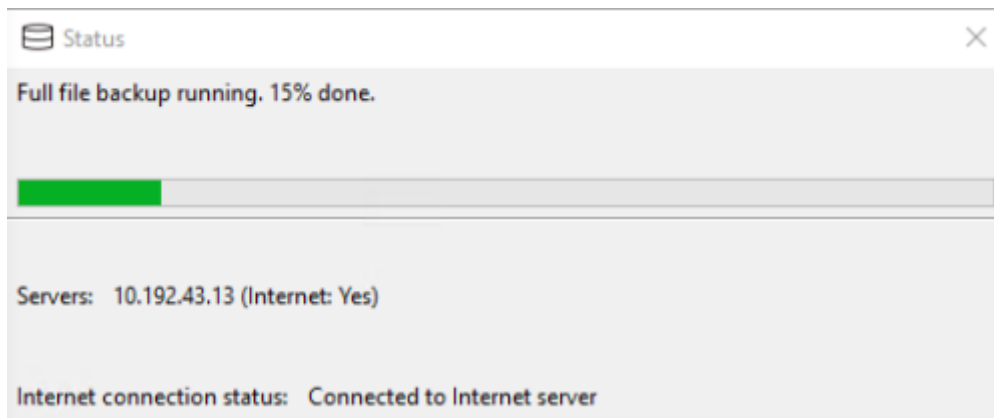 Status
Full file backup running. 15% done.
Servers: 10.192.43.13 (Internet: Yes)
Internet connection status: Connected to Internet server